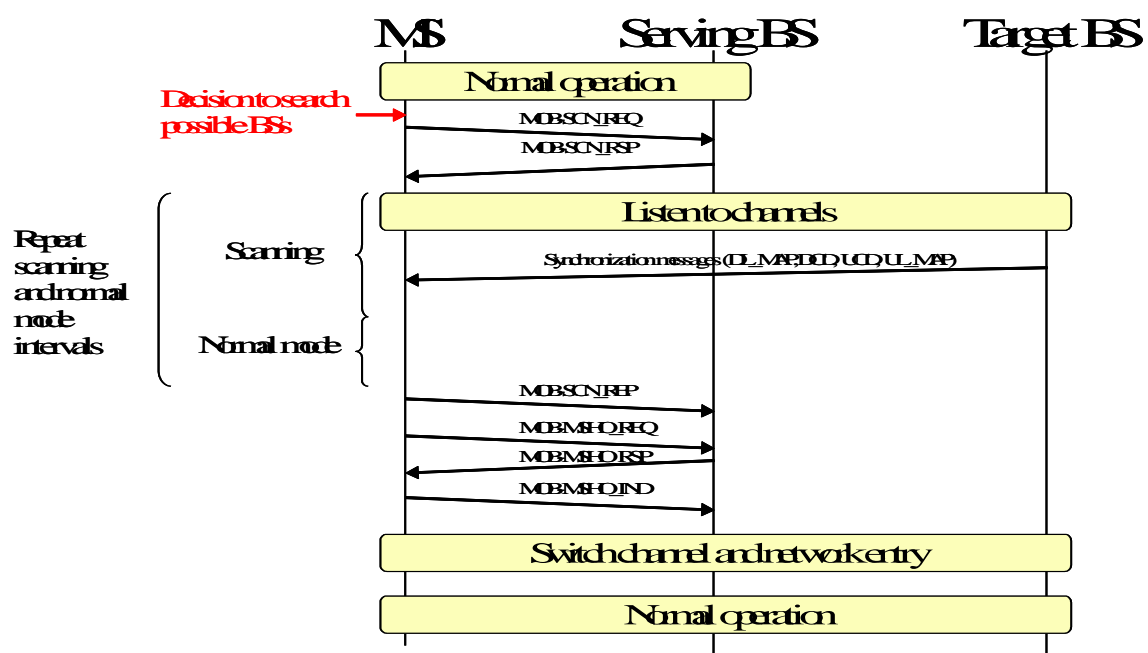 MS
Serving BS
Target BS
Normal operation
Decision to search
possible BSs
MOB-SCN_REQ
MOB-SCN_RSP
Listen to channels
Repeat
scanning
and normal
mode
intervals
Scanning
Synchronization messages (DL_MAP, DCD, UCD, UL_MAP)
Normal mode
MOB-SCN_REP
MOB-MSHO_REQ
MOB-MSHO_RSP
MOB-MSHO_IND
Switch channel and network entry
Normal operation